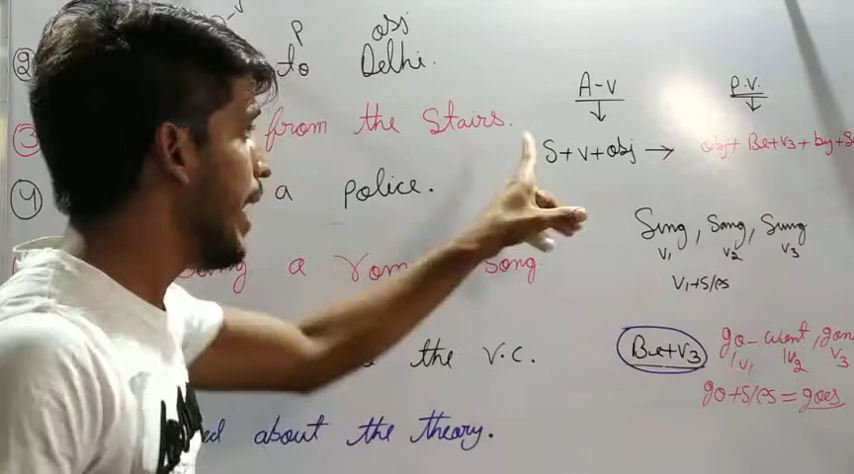 P obj
② to Delhi.
③ from the Stairs.
④ a police.
a rom song
the V.C.
about the theory.
A-V
S+V+obj →
P.V.
obj+ Be+V3+by+S
Sing, Sang, Sung
V1 V2 V3
V1+S/es
Be+V3
go-went, gon
V1 V2 V3
go+S/es=goes